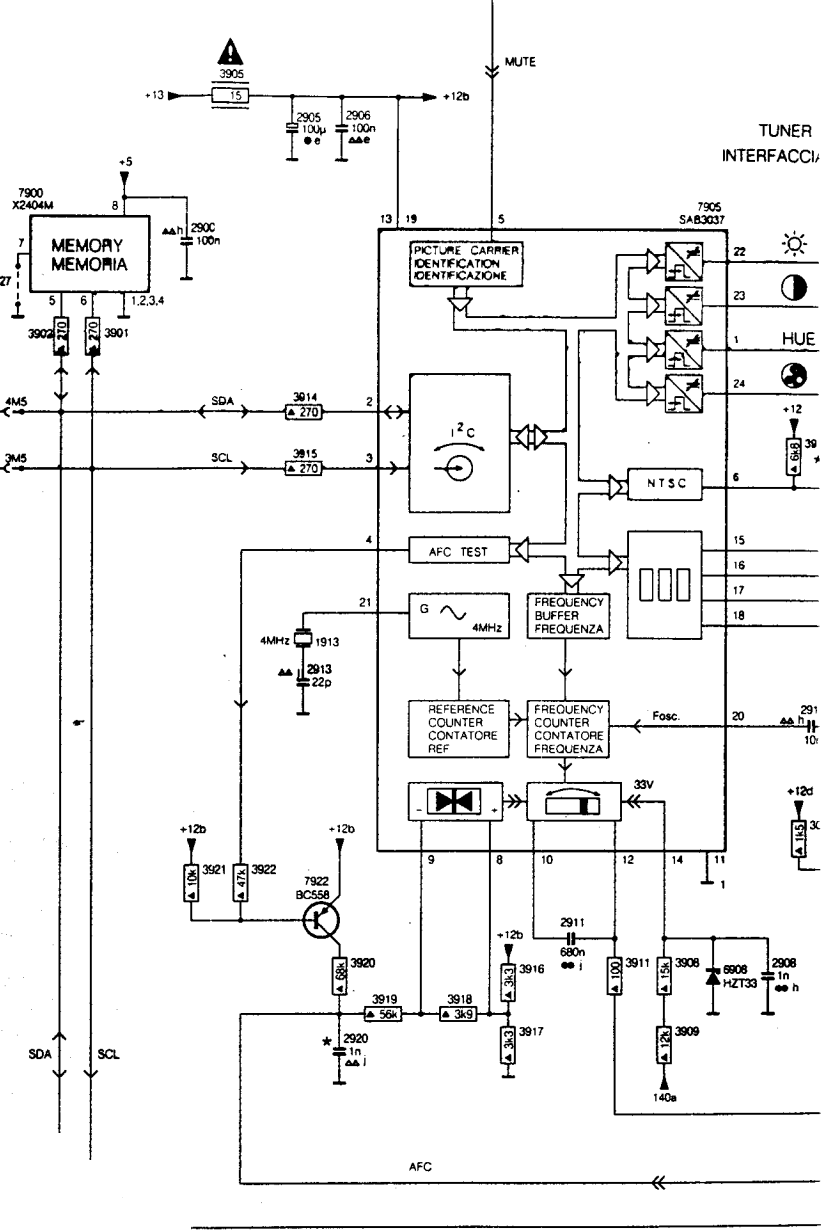 MUTE
3905
+13
15
+12b
2905
100µ
e
2906
100n
e
TUNER
+5
7900
X2404M
8
h
2900
100n
7
MEMORY
MEMORIA
27
5
6
1,2,3,4
3902
270
270
3901
13
19
5
7905
SAB3037
PICTURE CARRIER
IDENTIFICATION
IDENTIFICAZIONE
22
23
1
HUE
24
+12
4M5
SDA
3914
270
2
3M5
SCL
3915
270
3
I²C
6k8
39
*
NTSC
6
4
AFC TEST
15
16
17
18
21
G
4MHz
FREQUENCY
BUFFER
FREQUENZA
4MHz
1913
2913
22p
REFERENCE
COUNTER
CONTATORE
REF
FREQUENCY
COUNTER
CONTATORE
FREQUENZA
Fosc.
20
h
291
33V
-
+
+12d
1k5
9
8
10
12
14
11
1
+12b
10k
3921
47k
3922
+12b
7922
BC558
2911
680n
j
+12b
3k3
3916
100
3911
15k
3908
6908
HZT33
2908
1n
h
68k
3920
3919
56k
3918
3k9
3k3
3917
12k
3909
140a
*
2920
1n
j
SDA
SCL
AFC